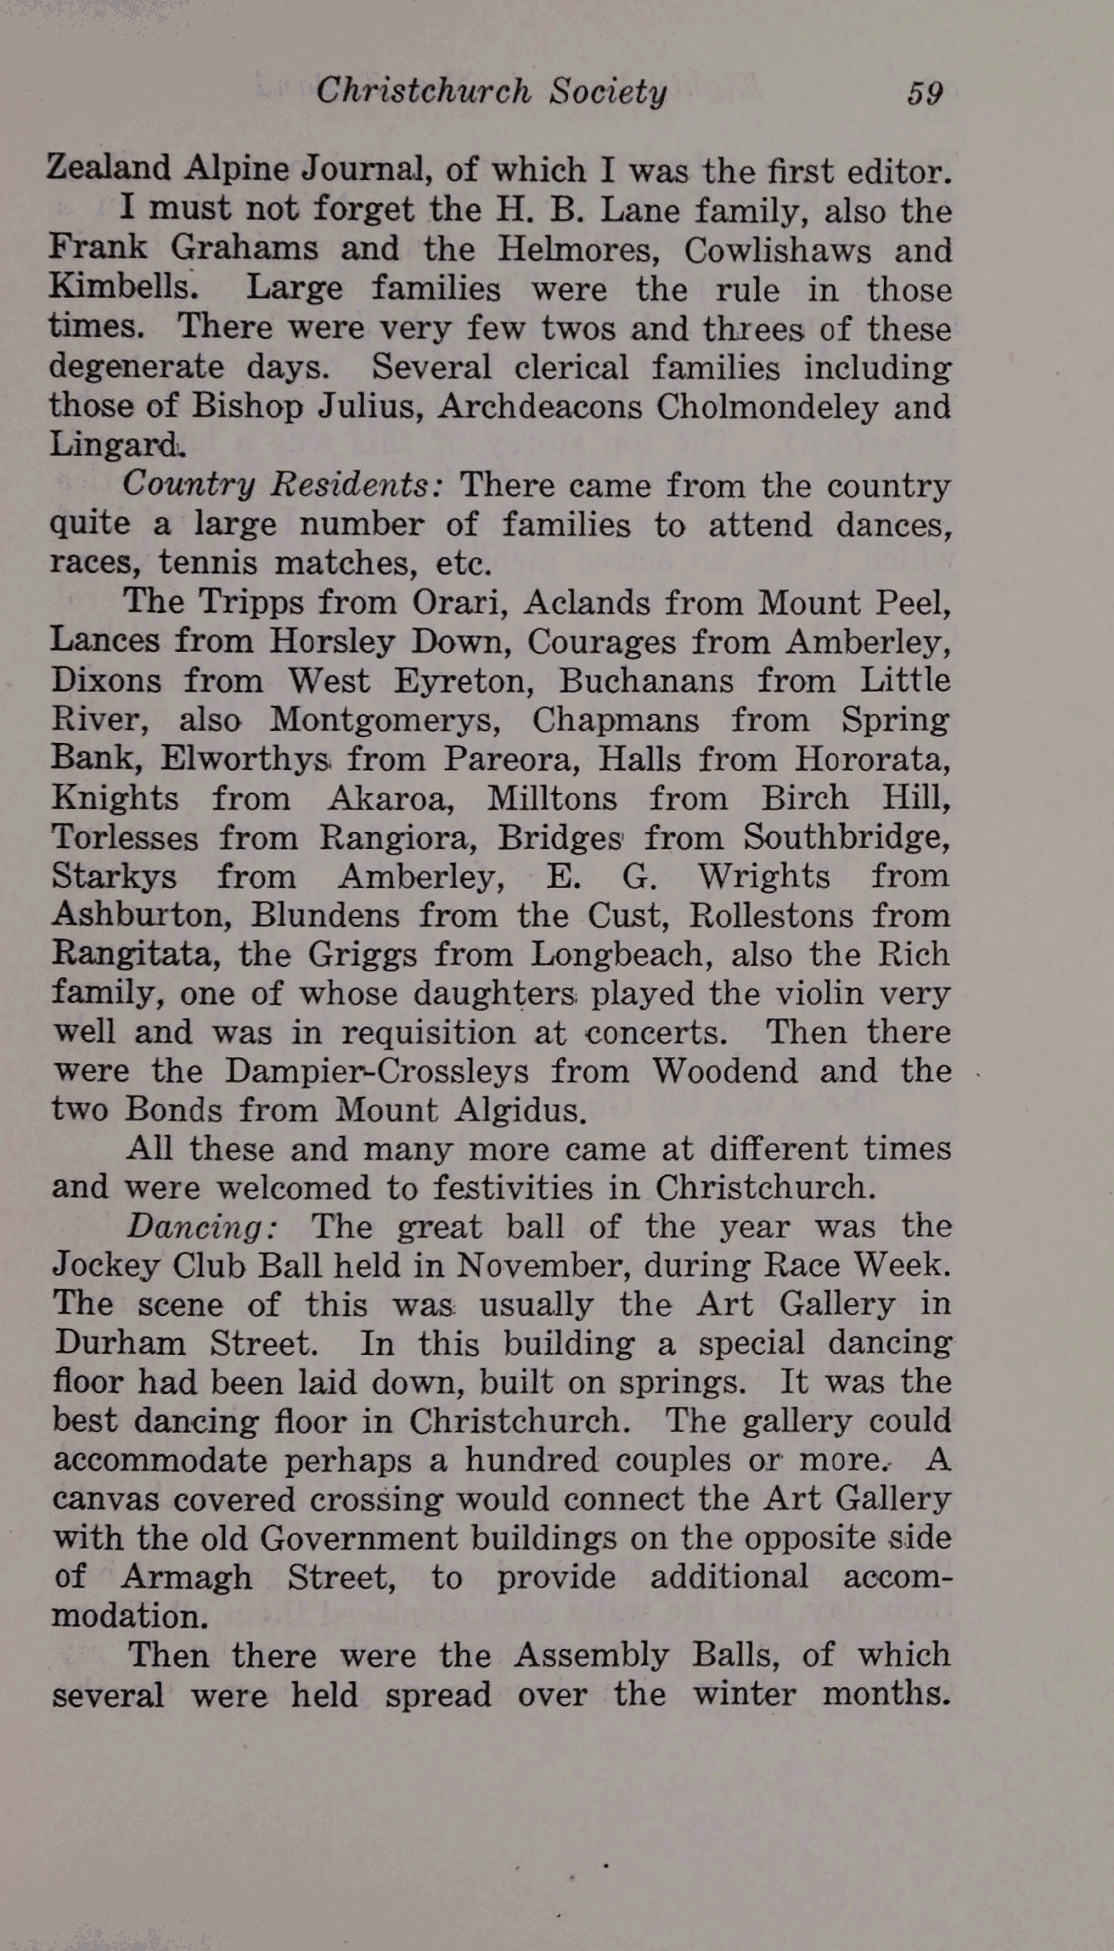 Christchurch Society 59
Zealand Alpine Journal, of which I was the first editor.
I must not forget the H. B. Lane family, also the
Frank Grahams and the Helmores, Cowlishaws and
Kimbells. Large families were the rule in those
times. There were very few twos and threes of these
degenerate days. Several clerical families including
those of Bishop Julius, Archdeacons Cholmondeley and
Lingard.
Country Residents: There came from the country
quite a large number of families to attend dances,
races, tennis matches, etc.
The Tripps from Orari, Aclands from Mount Peel,
Lances from Horsley Down, Courages from Amberley,
Dixons from West Eyreton, Buchanans from Little
River, also Montgomerys, Chapmans from Spring
Bank, Elworthys from Pareora, Halls from Hororata,
Knights from Akaroa, Milltons from Birch Hill,
Torlesses from Rangiora, Bridges from Southbridge,
Starkys from Amberley, E. G. Wrights from
Ashburton, Blundens from the Cust, Rollestons from
Rangitata, the Griggs from Longbeach, also the Rich
family, one of whose daughters played the violin very
well and was in requisition at concerts. Then there
were the Dampier-Crossleys from Woodend and the
two Bonds from Mount Algidus.
All these and many more came at different times
and were welcomed to festivities in Christchurch.
Dancing: The great ball of the year was the
Jockey Club Ball held in November, during Race Week.
The scene of this was usually the Art Gallery in
Durham Street. In this building a special dancing
floor had been laid down, built on springs. It was the
best dancing floor in Christchurch. The gallery could
accommodate perhaps a hundred couples or more. A
canvas covered crossing would connect the Art Gallery
with the old Government buildings on the opposite side
of Armagh Street, to provide additional accom-
modation.
Then there were the Assembly Balls, of which
several were held spread over the winter months.